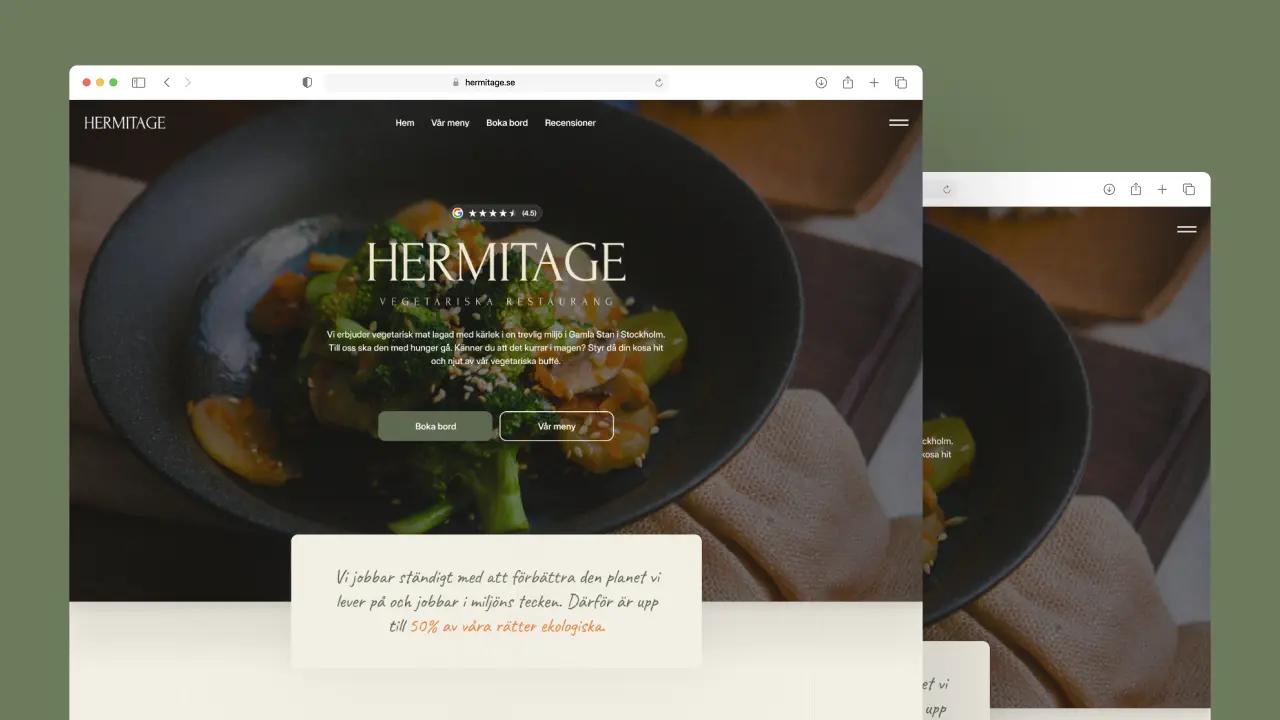 hermitage.se
HERMITAGE
Hem Vår meny Boka bord Recensioner
(4.5)
HERMITAGE
VEGETARISKA RESTAURANG
Vi erbjuder vegetarisk mat lagad med kärlek i en trevlig miljö i Gamla Stan i Stockholm.
Till oss ska den med hunger gå. Känner du att det kurrar i magen? Styr då din kosa hit
och njut av vår vegetariska buffé.
Boka bord Vår meny
Vi jobbar ständigt med att förbättra den planet vi
lever på och jobbar i miljöns tecken. Därför är upp
till 50% av våra rätter ekologiska.
ckholm.
kosa hit
et vi
upp